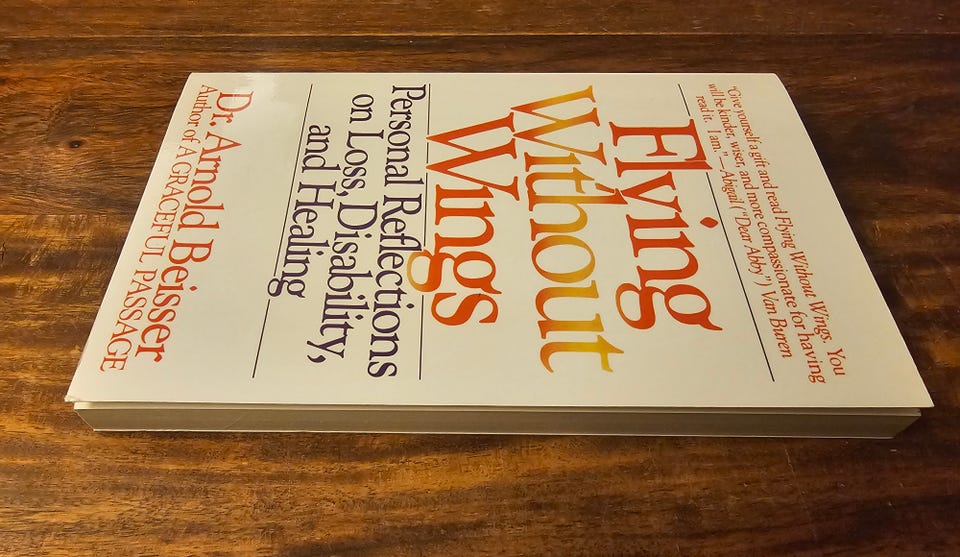 "Give yourself a gift and read Flying Without Wings. You
will be kinder, wiser, and more compassionate for having
read it. I am."—Abigail ("Dear Abby") Van Buren
Flying
Without
Wings
Personal Reflections
on Loss, Disability,
and Healing
Dr. Arnold Beisser
Author of A GRACEFUL PASSAGE